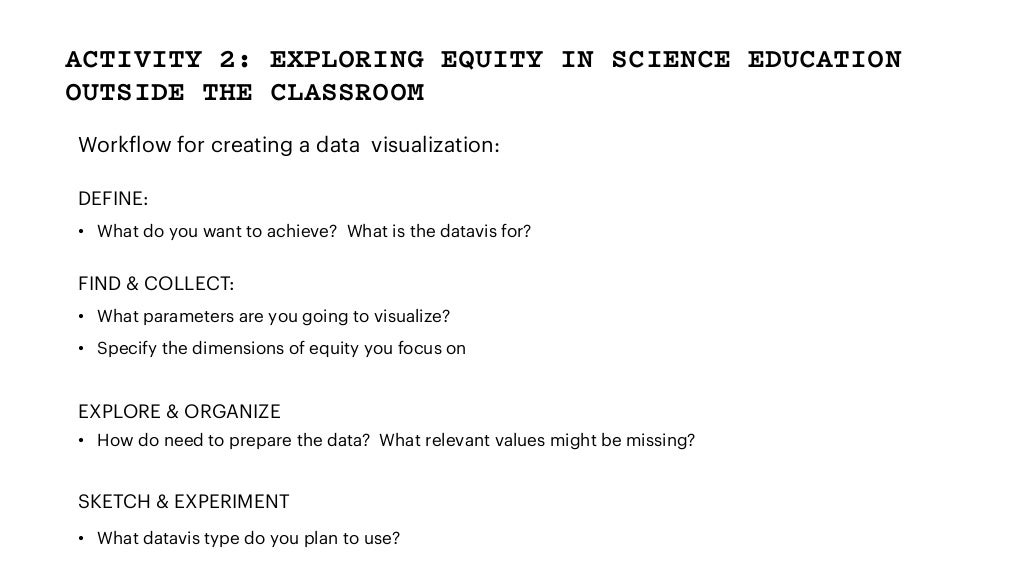 ACTIVITY 2: EXPLORING EQUITY IN SCIENCE EDUCATION
OUTSIDE THE CLASSROOM
Workflow for creating a data  visualization:
DEFINE:
• What do you want to achieve?  What is the datavis for?
FIND & COLLECT:
• What parameters are you going to visualize?
• Specify the dimensions of equity you focus on
EXPLORE & ORGANIZE
• How do need to prepare the data?  What relevant values might be missing?
SKETCH & EXPERIMENT
• What datavis type do you plan to use?